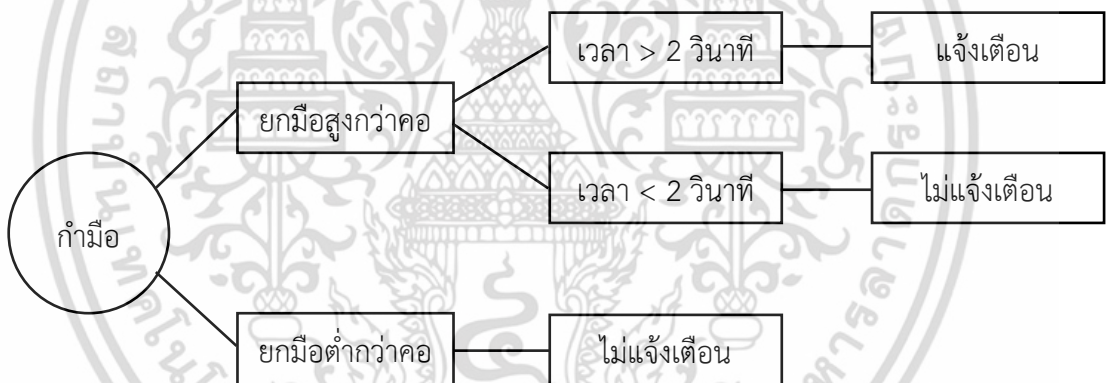 เวลา > 2 วินาที
แจ้งเตือน
ยกมือสูงกว่าคอ
เวลา < 2 วินาที
ไม่แจ้งเตือน
กำมือ
ยกมือต่ำกว่าคอ
ไม่แจ้งเตือน